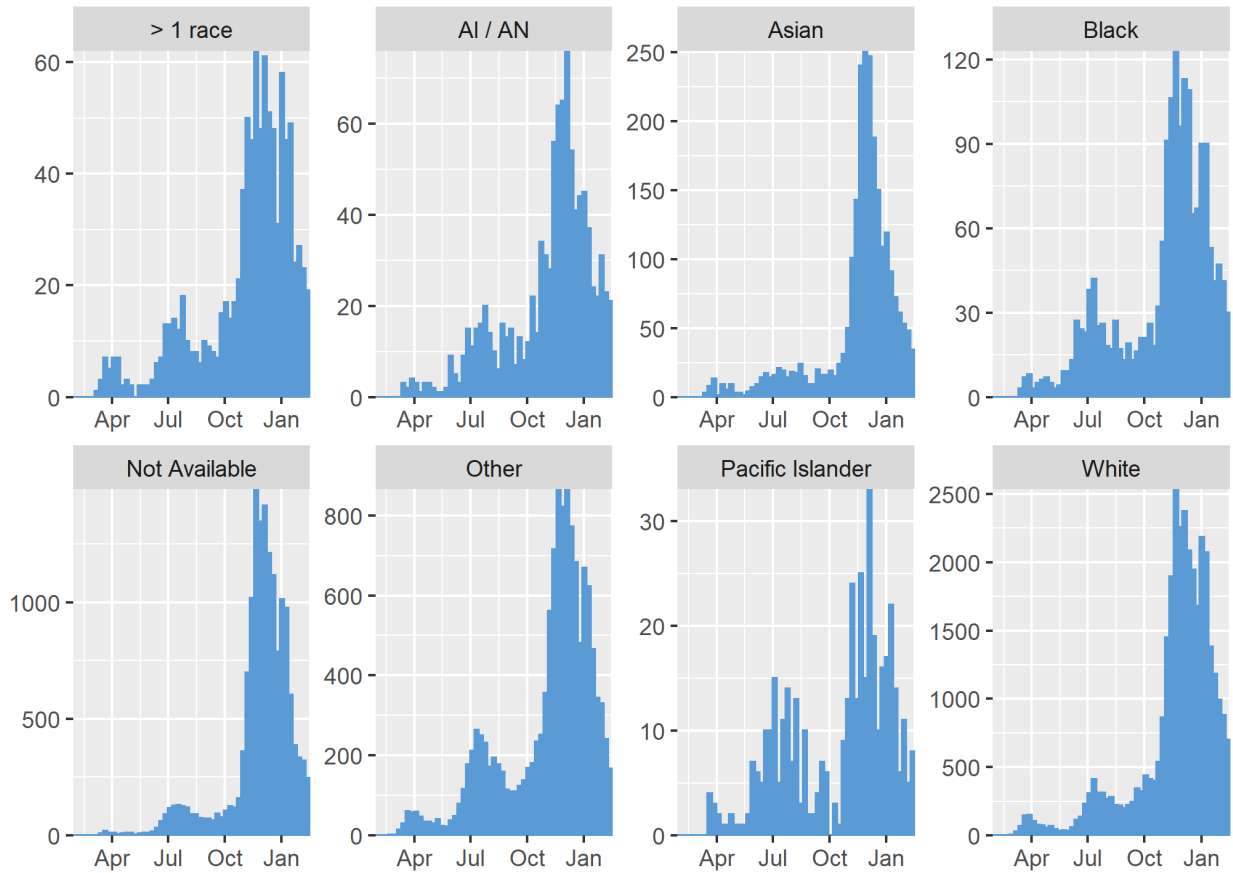 > 1 race
60
40
20
0
Apr Jul Oct Jan
AI / AN
60
40
20
0
Apr Jul Oct Jan
Asian
250
200
150
100
50
0
Apr Jul Oct Jan
Black
120
90
60
30
0
Apr Jul Oct Jan
Not Available
1000
500
0
Apr Jul Oct Jan
Other
800
600
400
200
0
Apr Jul Oct Jan
Pacific Islander
30
20
10
0
Apr Jul Oct Jan
White
2500
2000
1500
1000
500
0
Apr Jul Oct Jan